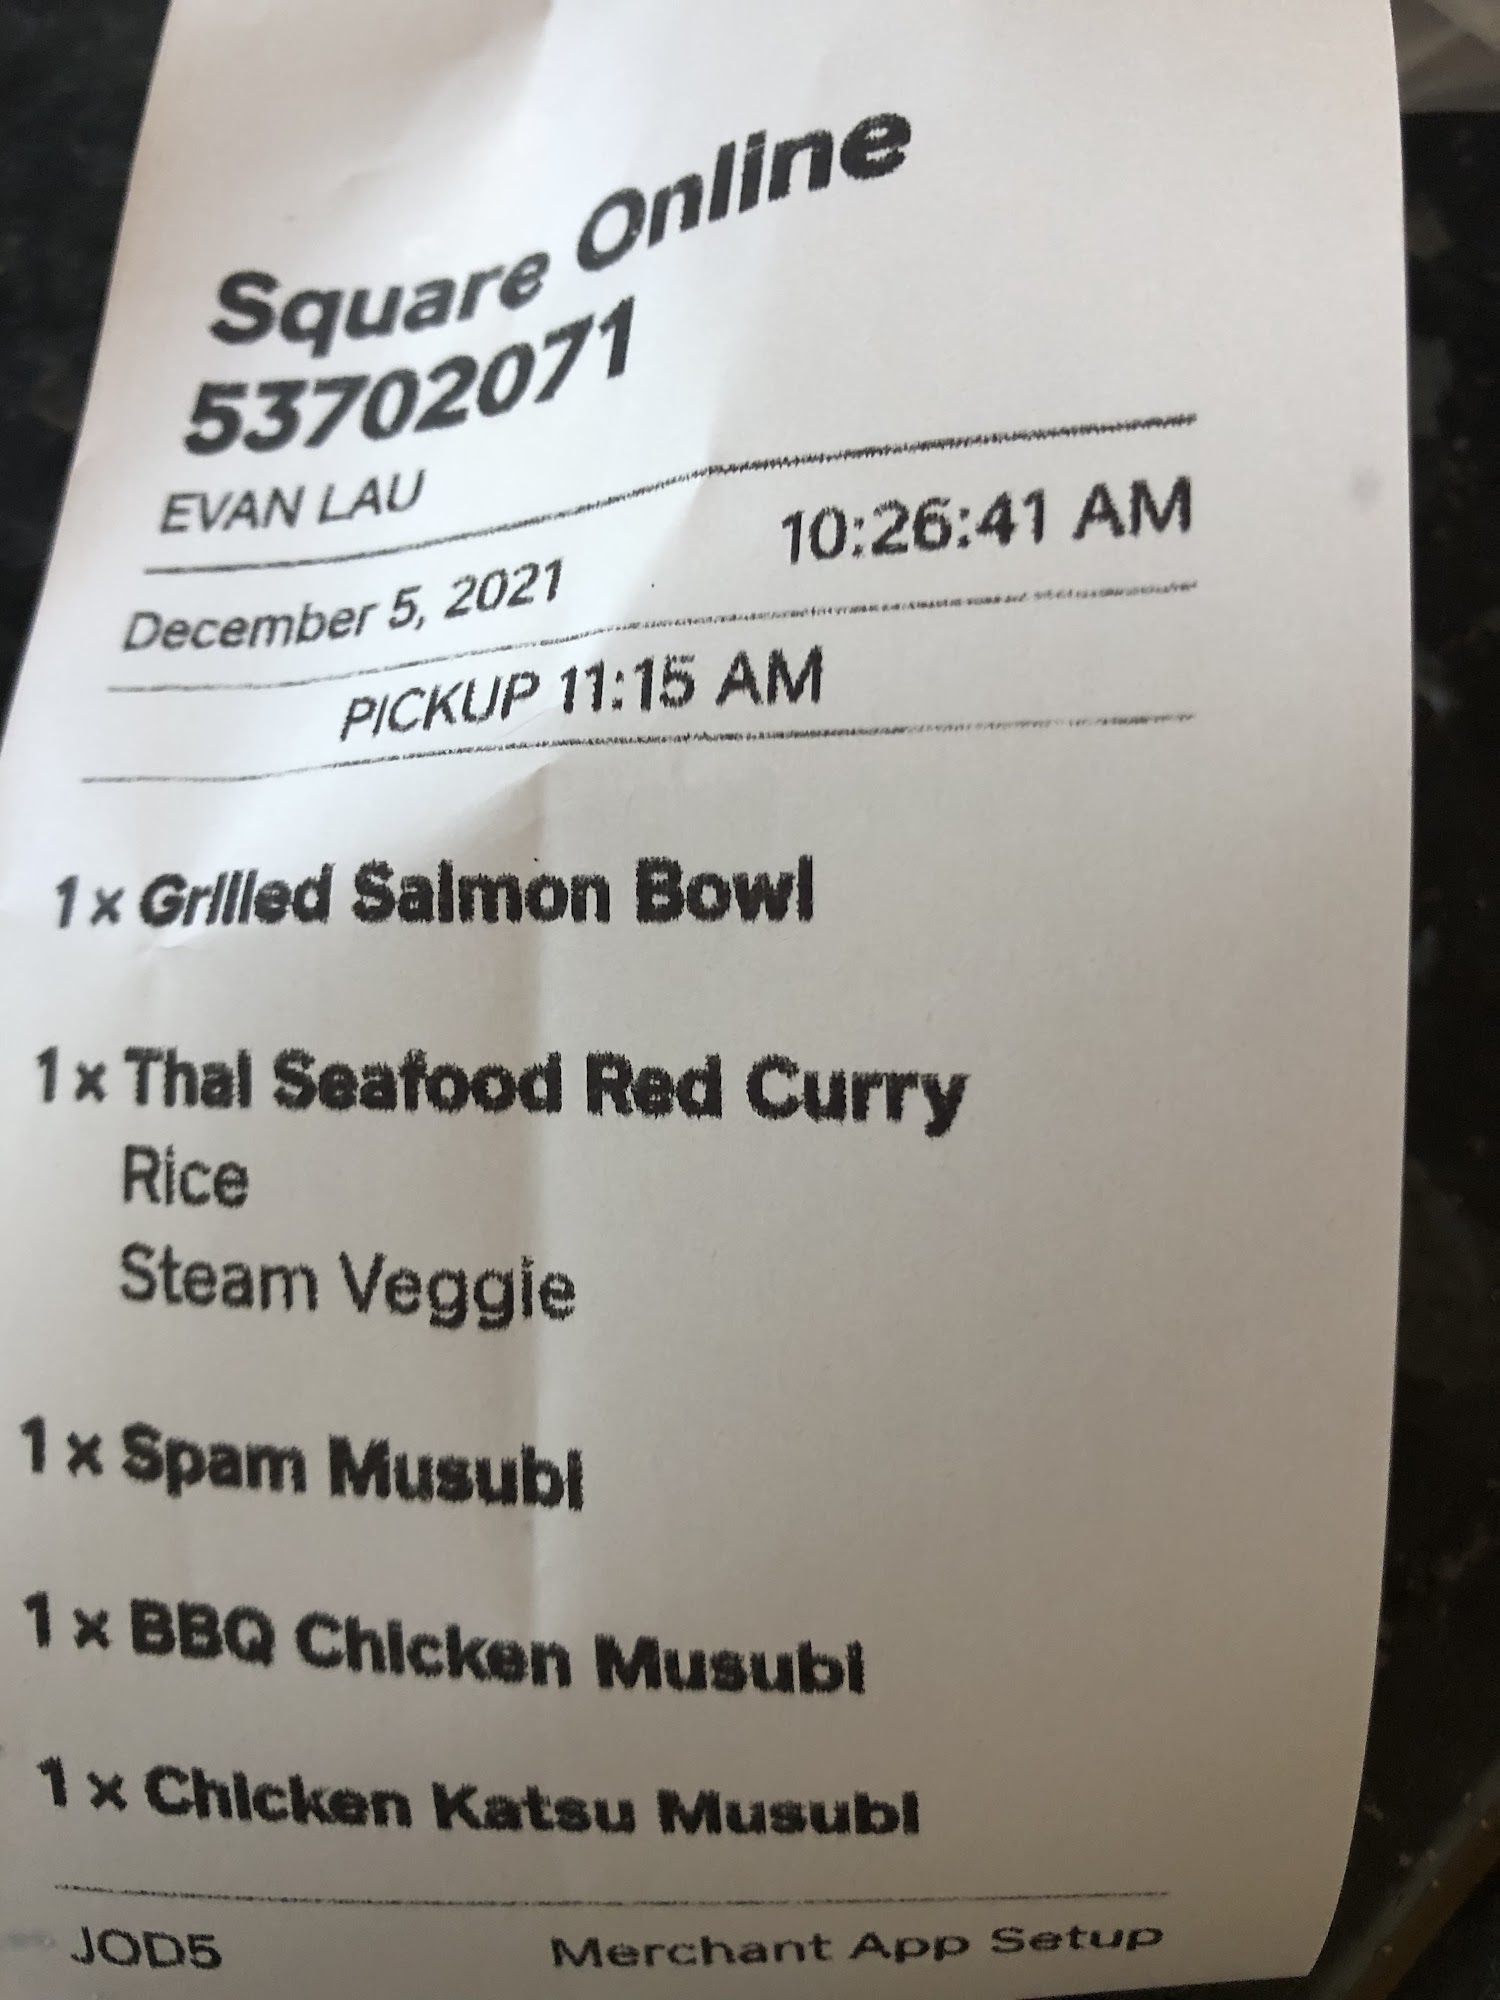 Square Online
53702071
EVAN LAU
December 5, 2021 10:26:41 AM
PICKUP 11:15 AM
1 x Grilled Salmon Bowl
1 x Thai Seafood Red Curry
Rice
Steam Veggie
1 x Spam Musubi
1 x BBQ Chicken Musubi
1 x Chicken Katsu Musubi
JOD5 Merchant App Setup